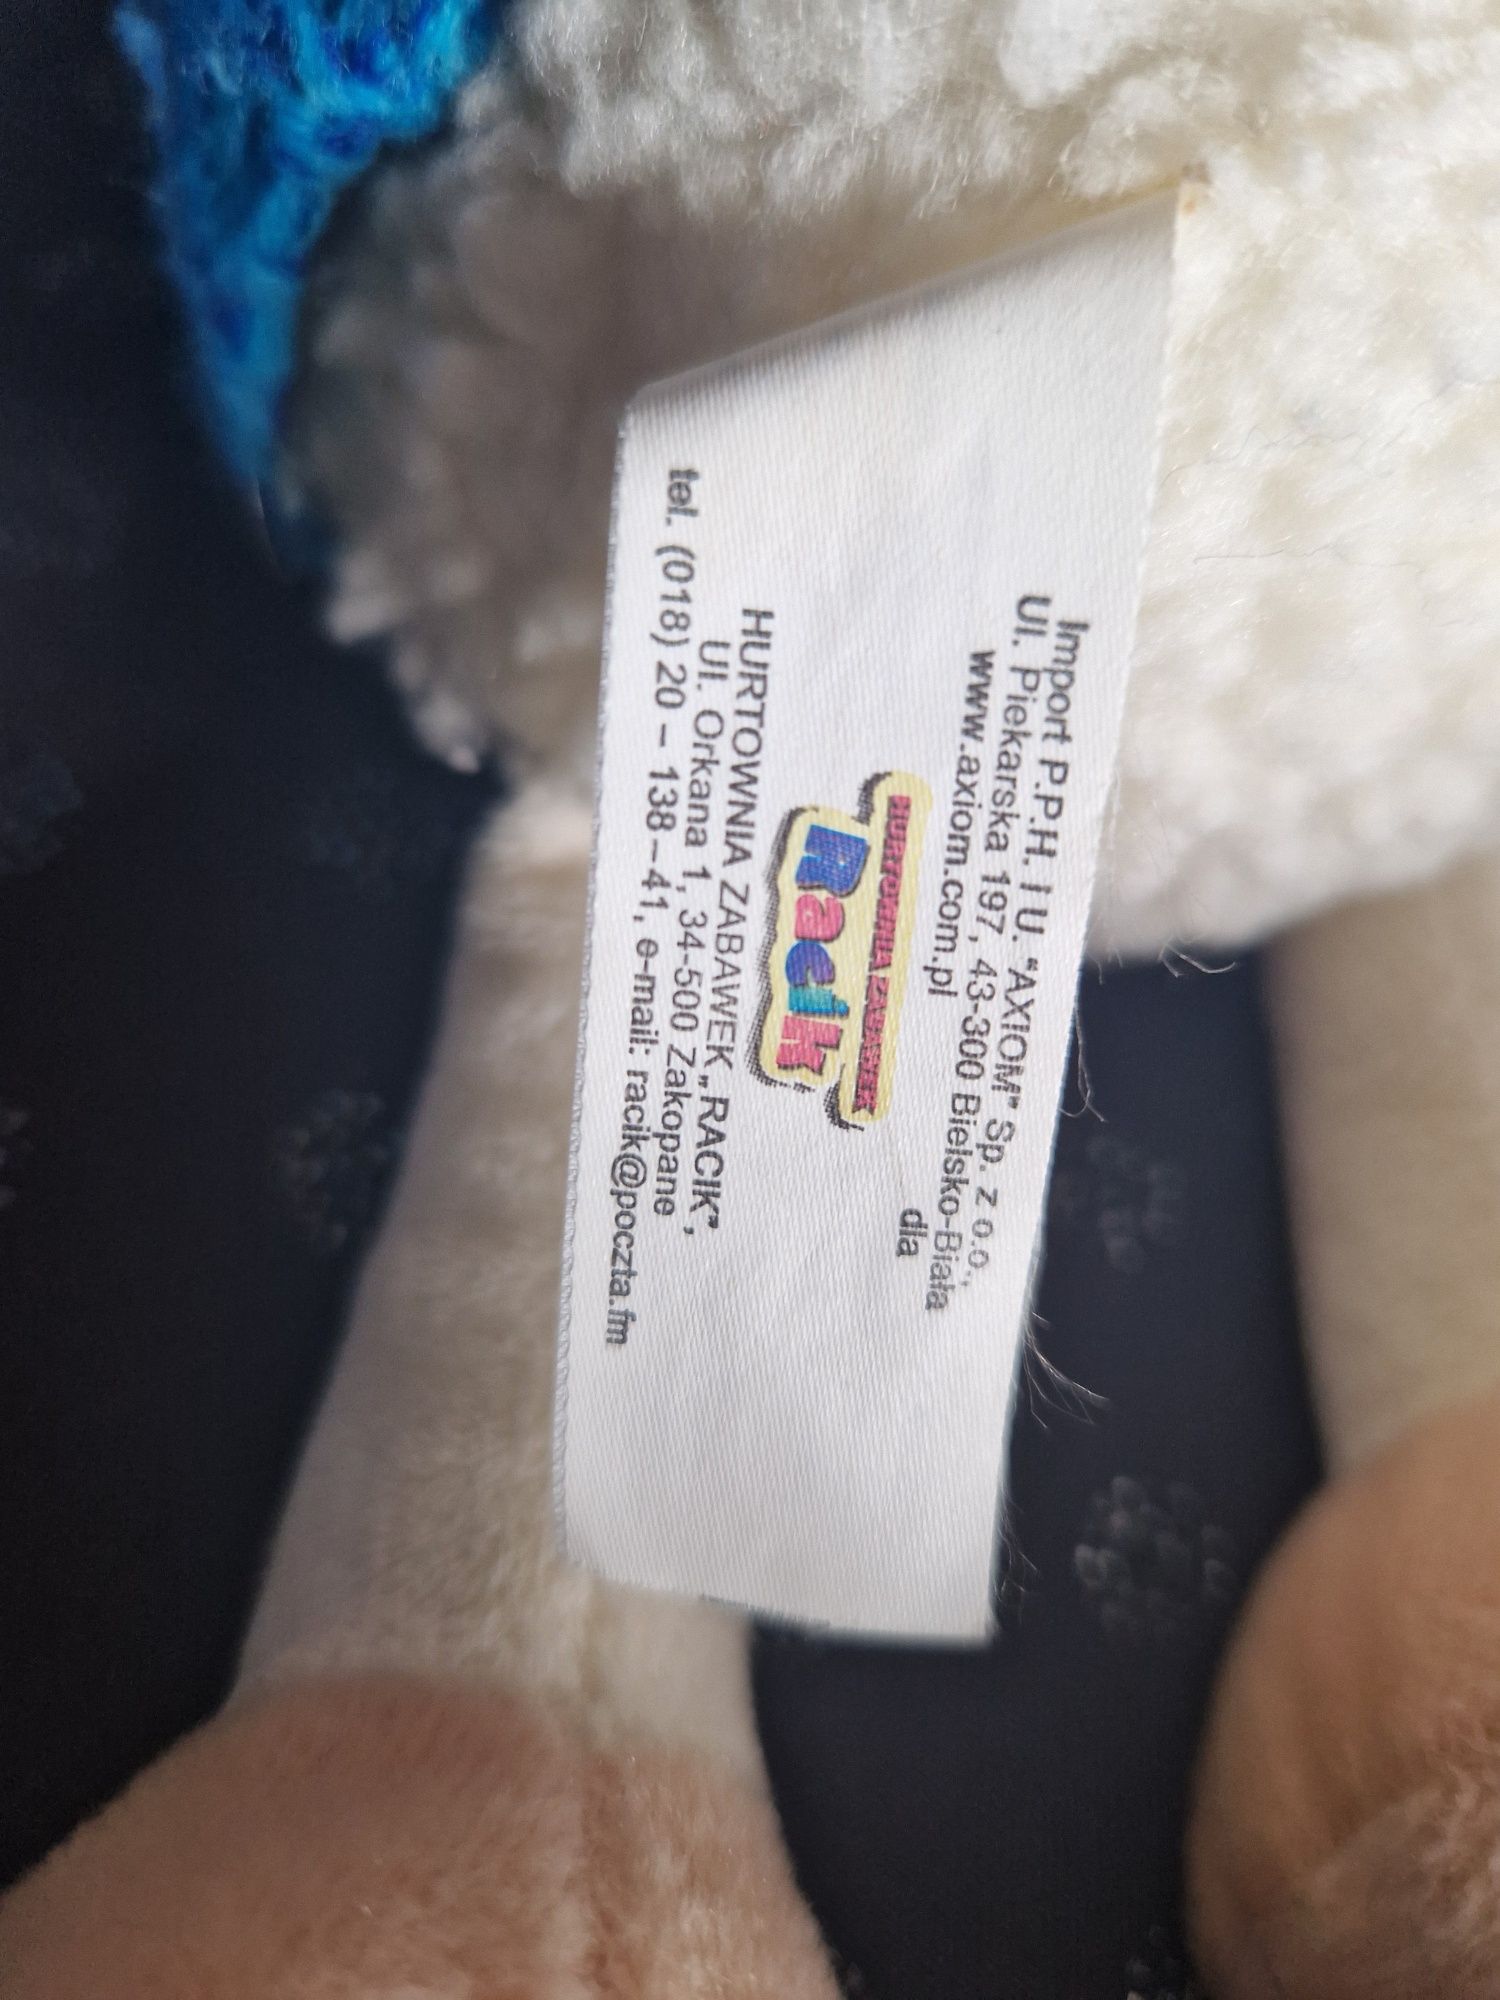 Import P.P.H. I U. "AXIOM" Sp. z o.o.,
Ul. Piekarska 197, 43-300 Bielsko-Biała
www.axiom.com.pl
dla
HURTOWNIA ZABAWEK
Racik
HURTOWNIA ZABAWEK „RACIK”,
Ul. Orkana 1, 34-500 Zakopane
tel. (018) 20 – 138 – 41, e-mail: racik@poczta.fm